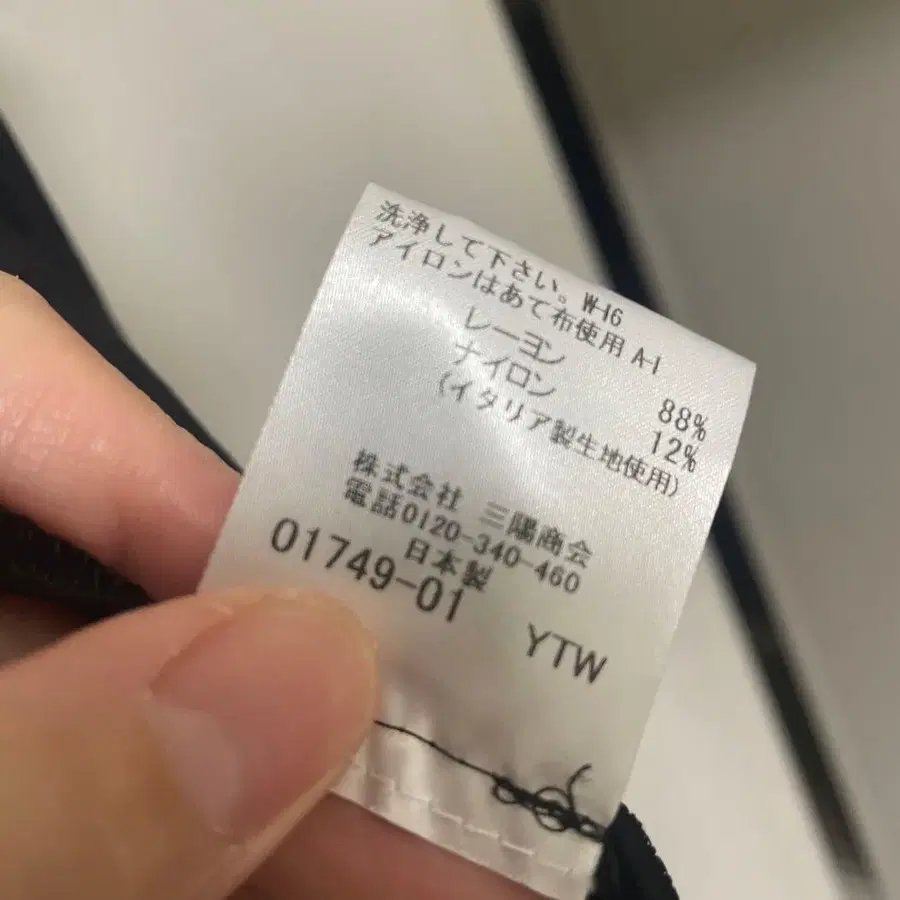 洗浄して下さい。W-16
アイロンはあて布使用 A-1
レーヨン 88%
ナイロン 12%
(イタリア製生地使用)
株式会社 三陽商会
電話0120-340-460
日本製
01749-01
YTW